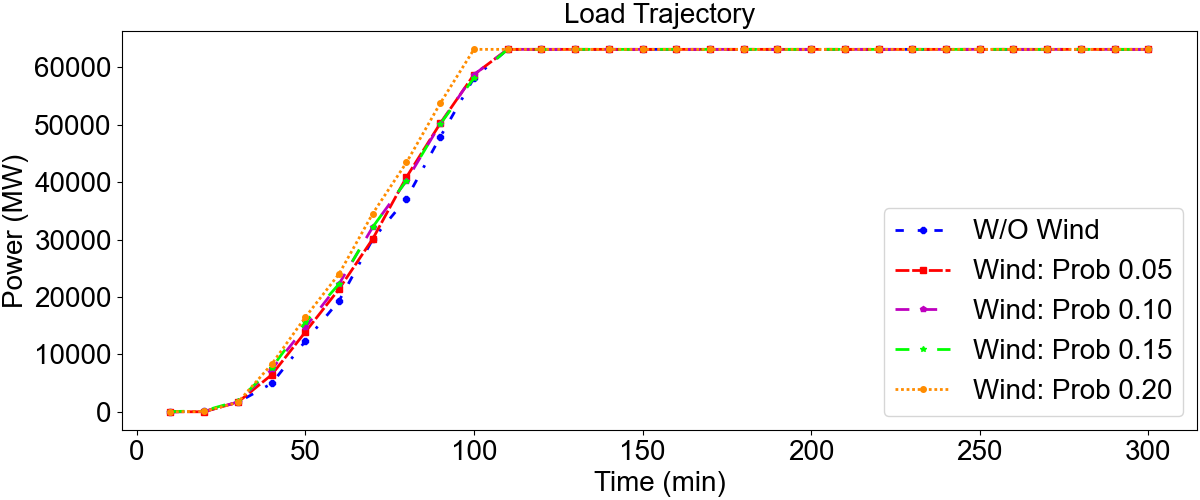 Load Trajectory
Power (MW)
60000
50000
40000
30000
20000
10000
0
0 50 100 150 200 250 300
Time (min)
W/O Wind
Wind: Prob 0.05
Wind: Prob 0.10
Wind: Prob 0.15
Wind: Prob 0.20